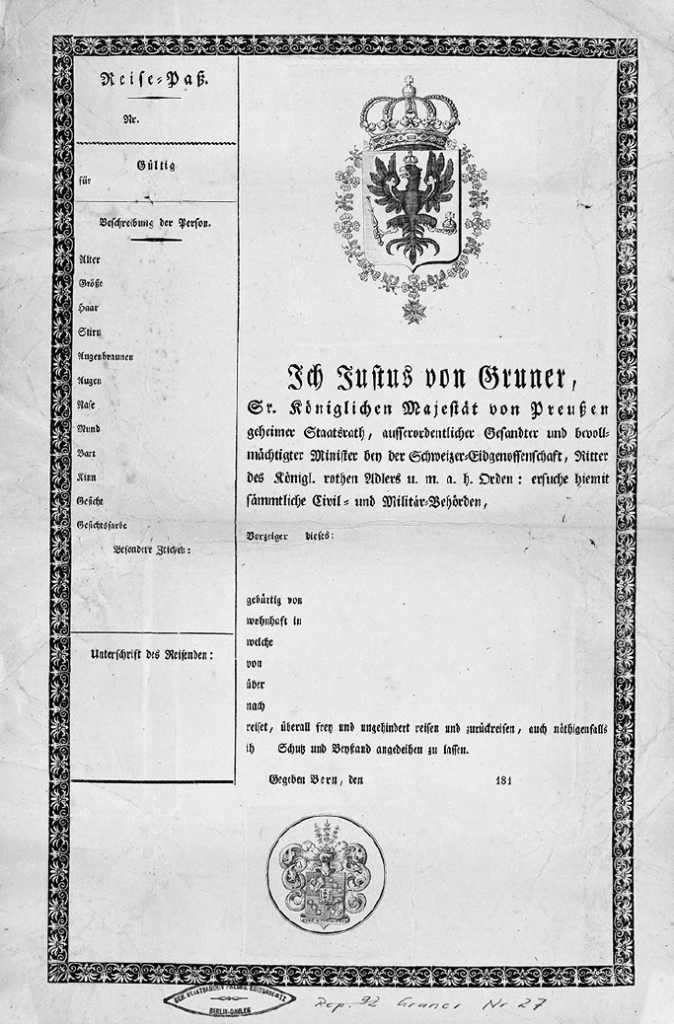 Reise-Paß.
Nr.
Gültig
für
Beschreibung der Person.
Alter
Größe
Haar
Stirn
Augenbraunen
Augen
Nase
Mund
Bart
Kinn
Gesicht
Gesichtsfarbe
Besondere Zeichen:
Unterschrift des Reisenden:
Ich Justus von Gruner,
Sr. Königlichen Majestät von Preußen
geheimer Staatsrath, ausserordentlicher Gesandter und bevoll-
mächtigter Minister bey der Schweizer-Eidgenossenschaft, Ritter
des Königl. rothen Adlers u. m. a. h. Orden: ersuche hiemit
sämmtliche Civil- und Militär-Behörden,
Vorzeiger dieses:
gebürtig von
wohnhaft in
welche
von
über
nach
reiset, überall frey und ungehindert reisen und zurückreisen, auch nöthigenfalls
ih Schutz und Beystand angedeihen zu lassen.
Gegeben Bern, den 181
BERLIN-DAHLEM
Rep. 92 Gruner Nr. 27